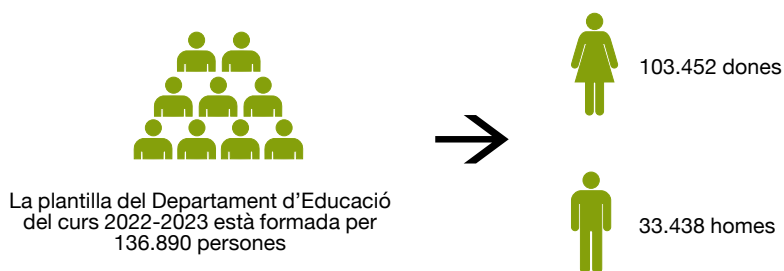 La plantilla del Departament d’Educació
del curs 2022-2023 està formada per
136.890 persones
103.452 dones
33.438 homes